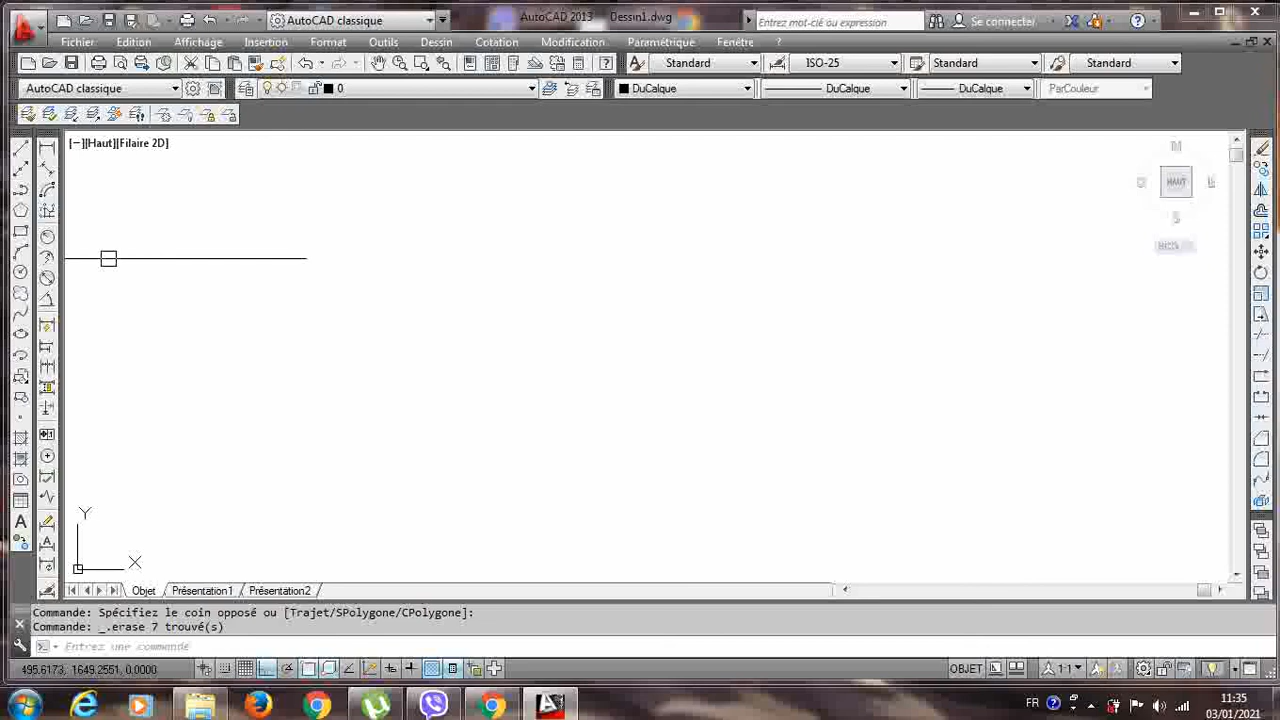 AutoCAD classique AutoCAD 2013 Dessin1.dwg Entrez mot-clé ou expression Se connecter
Fichier Edition Affichage Insertion Format Outils Dessin Cotation Modification Paramétrique Fenêtre ?
Standard ISO-25 Standard Standard
AutoCAD classique 0 DuCalque DuCalque DuCalque ParCouleur
[−][Haut][Filaire 2D]
HAUT
S
Y
X
Objet Présentation1 Présentation2
Commande: Spécifiez le coin opposé ou [Trajet/SPolygone/CPolygone]:
Commande: _.erase 7 trouvé(s)
Entrez une commande
495.6173, 1649.2551, 0.0000 OBJET 1:1
FR 11:35
03/01/2021